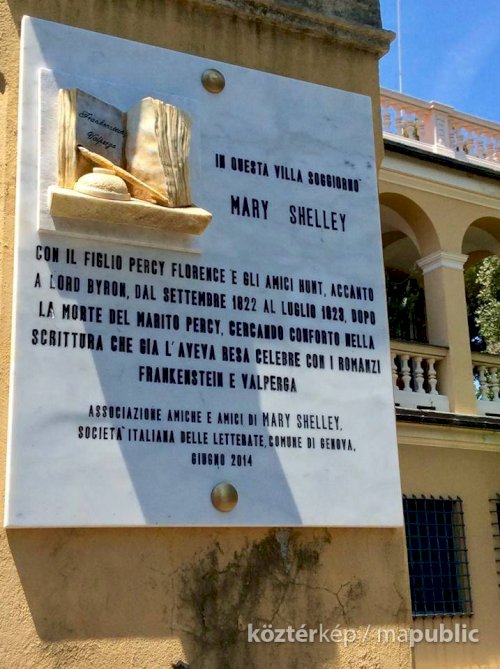 Frankenstein
Valperga
IN QUESTA VILLA SOGGIORNO'
MARY SHELLEY
CON IL FIGLIO PERCY FLORENCE E GLI AMICI HUNT, ACCANTO
A LORD BYRON, DAL SETTEMBRE 1822 AL LUGLIO 1823, DOPO
LA MORTE DEL MARITO PERCY, CERCANDO CONFORTO NELLA
SCRITTURA CHE GIA L'AVEVA RESA CELEBRE CON I ROMANZI
FRANKENSTEIN E VALPERGA
ASSOCIAZIONE AMICHE E AMICI DI MARY SHELLEY,
SOCIETA' ITALIANA DELLE LETTERATE, COMUNE DI GENOVA,
GIUGNO 2014
köztérkép / mapublic